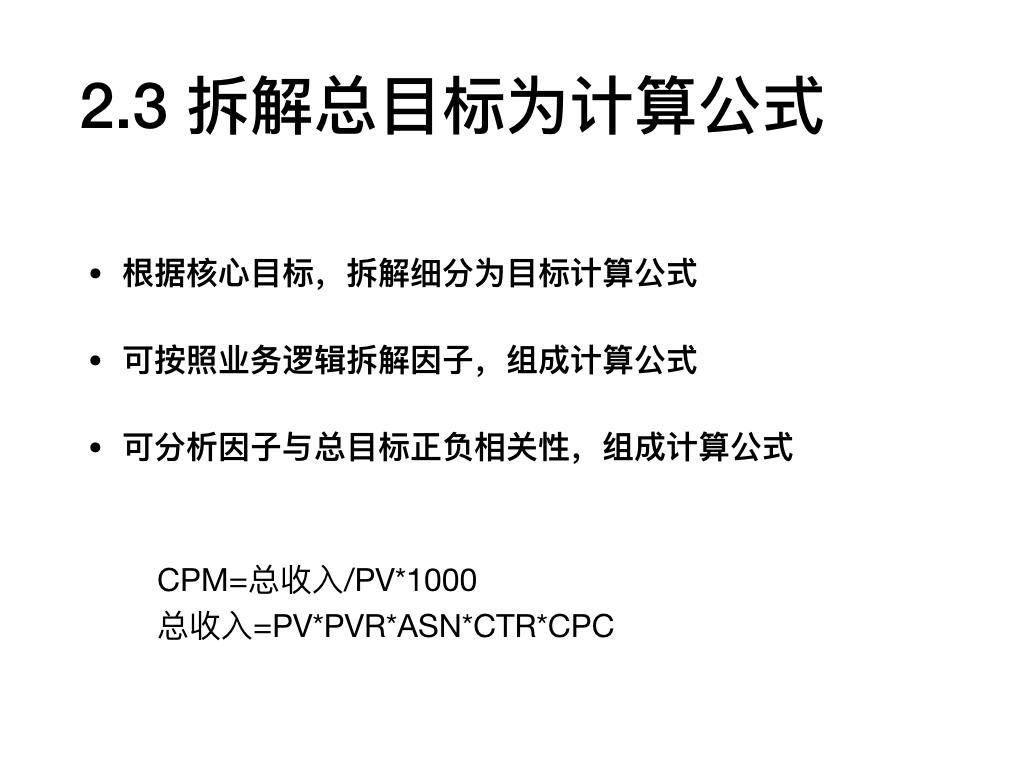 2.3 拆解总目标为计算公式
• 根据核心目标，拆解细分为目标计算公式
• 可按照业务逻辑拆解因子，组成计算公式
• 可分析因子与总目标正负相关性，组成计算公式
CPM=总收入/PV*1000
总收入=PV*PVR*ASN*CTR*CPC